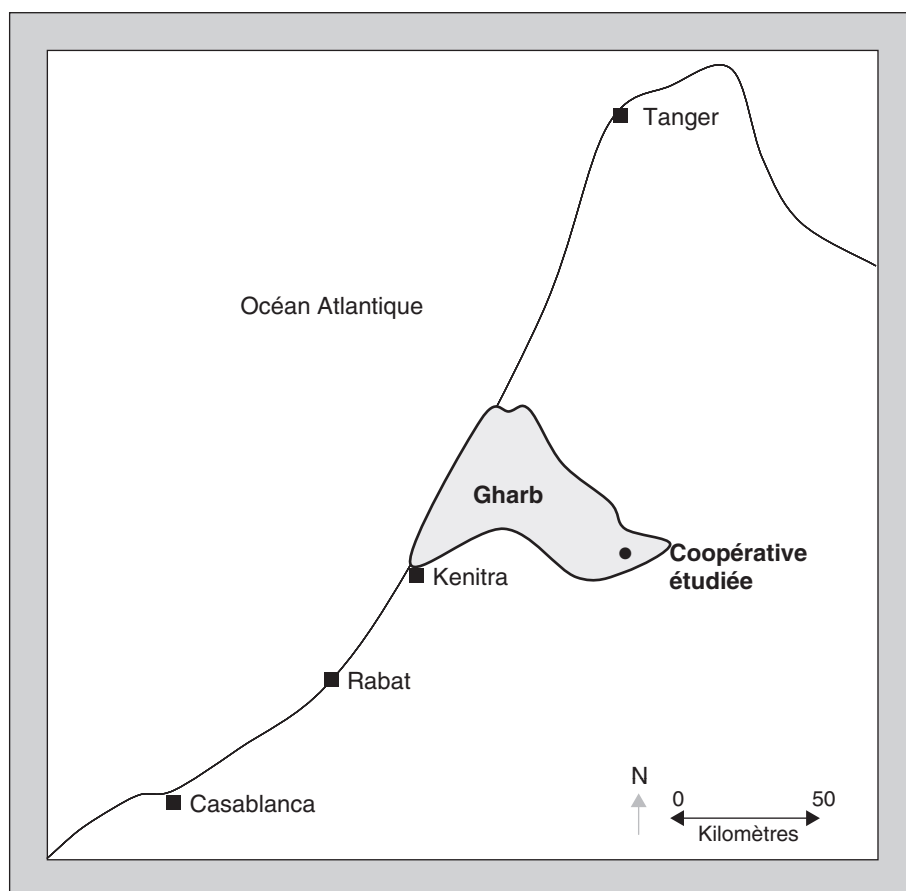 Tanger
Océan Atlantique
Gharb
Coopérative
étudiée
Kenitra
Rabat
Casablanca
N
0 50
Kilomètres